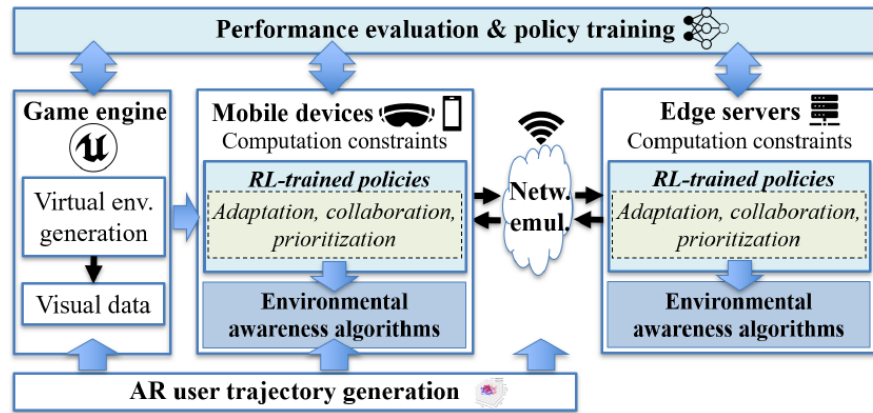 Performance evaluation & policy training
Game engine
Virtual env.
generation
Visual data
Mobile devices
Computation constraints
RL-trained policies
Adaptation, collaboration,
prioritization
Environmental
awareness algorithms
Netw.
emul.
Edge servers
Computation constraints
RL-trained policies
Adaptation, collaboration,
prioritization
Environmental
awareness algorithms
AR user trajectory generation